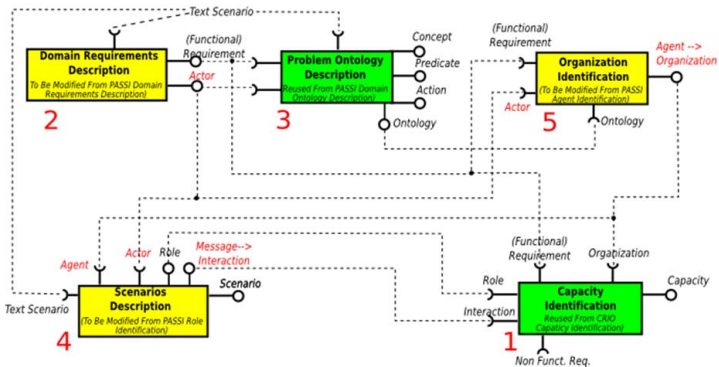 Text Scenario
Domain Requirements
Description
(To Be Modified From PASSI Domain
Requirements Description)
2
(Functional)
Requirement
Actor
Problem Ontology
Description
(Reused From PASSI Domain
Ontology Description)
3
Concept
Predicate
Action
Ontology
(Functional)
Requirement
Actor
Organization
Identification
(To Be Modified From PASSI
Agent Identification)
5
Agent -->
Organization
Ontology
Agent
Actor
Role
Message-->
Interaction
Text Scenario
Scenarios
Description
(To Be Modified From PASSI Role
Identification)
4
Scenario
(Functional)
Requirement
Organization
Role
Interaction
Capacity
Identification
Reused From CRIO
Capaticy Identification)
1
Capacity
Non Funct. Req.